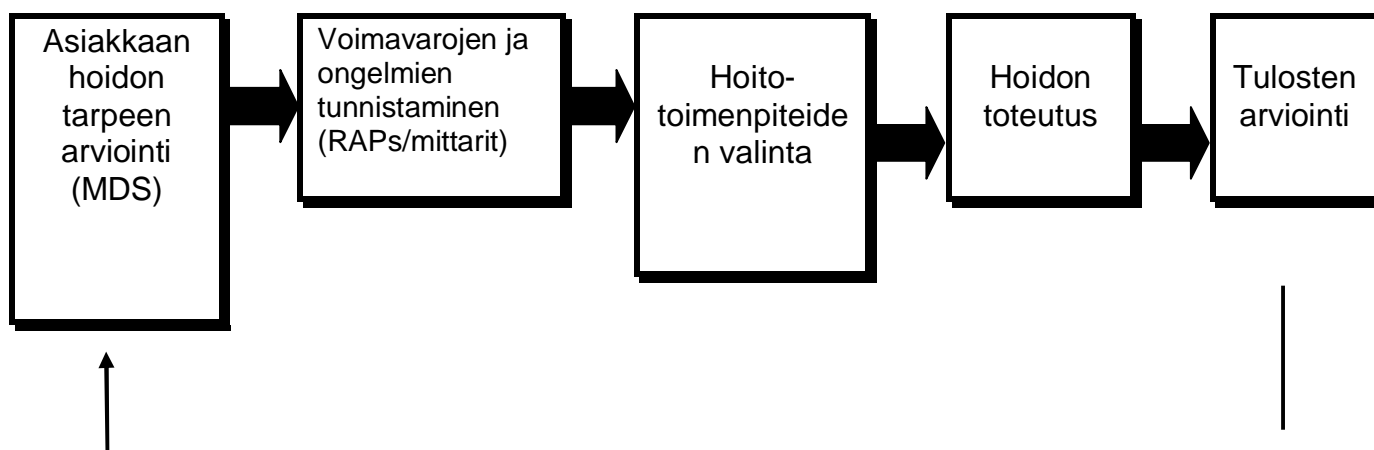 Asiakkaan
hoidon
tarpeen
arviointi
(MDS)
Voimavarojen ja
ongelmien
tunnistaminen
(RAPs/mittarit)
Hoito-
toimenpiteide
n valinta
Hoidon
toteutus
Tulosten
arviointi